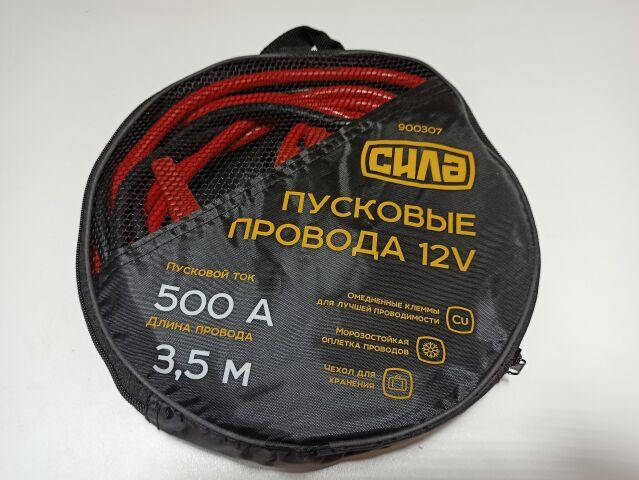 900307
СИЛА
ПУСКОВЫЕ
ПРОВОДА 12V
ПУСКОВОЙ ТОК
500 А
ДЛИНА ПРОВОДА
3,5 М
ОМЕДНЕННЫЕ КЛЕММЫ
ДЛЯ ЛУЧШЕЙ ПРОВОДИМОСТИ
CU
МОРОЗОСТОЙКАЯ
ОПЛЕТКА ПРОВОДОВ
ЧЕХОЛ ДЛЯ
ХРАНЕНИЯ